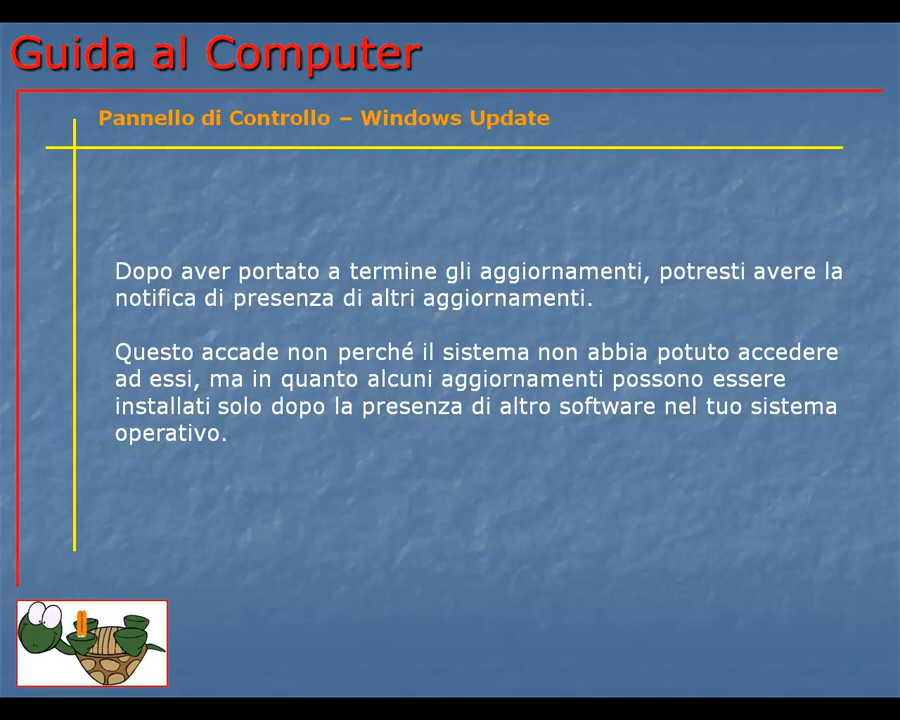 Guida al Computer
Pannello di Controllo – Windows Update
Dopo aver portato a termine gli aggiornamenti, potresti avere la
notifica di presenza di altri aggiornamenti.
Questo accade non perché il sistema non abbia potuto accedere
ad essi, ma in quanto alcuni aggiornamenti possono essere
installati solo dopo la presenza di altro software nel tuo sistema
operativo.